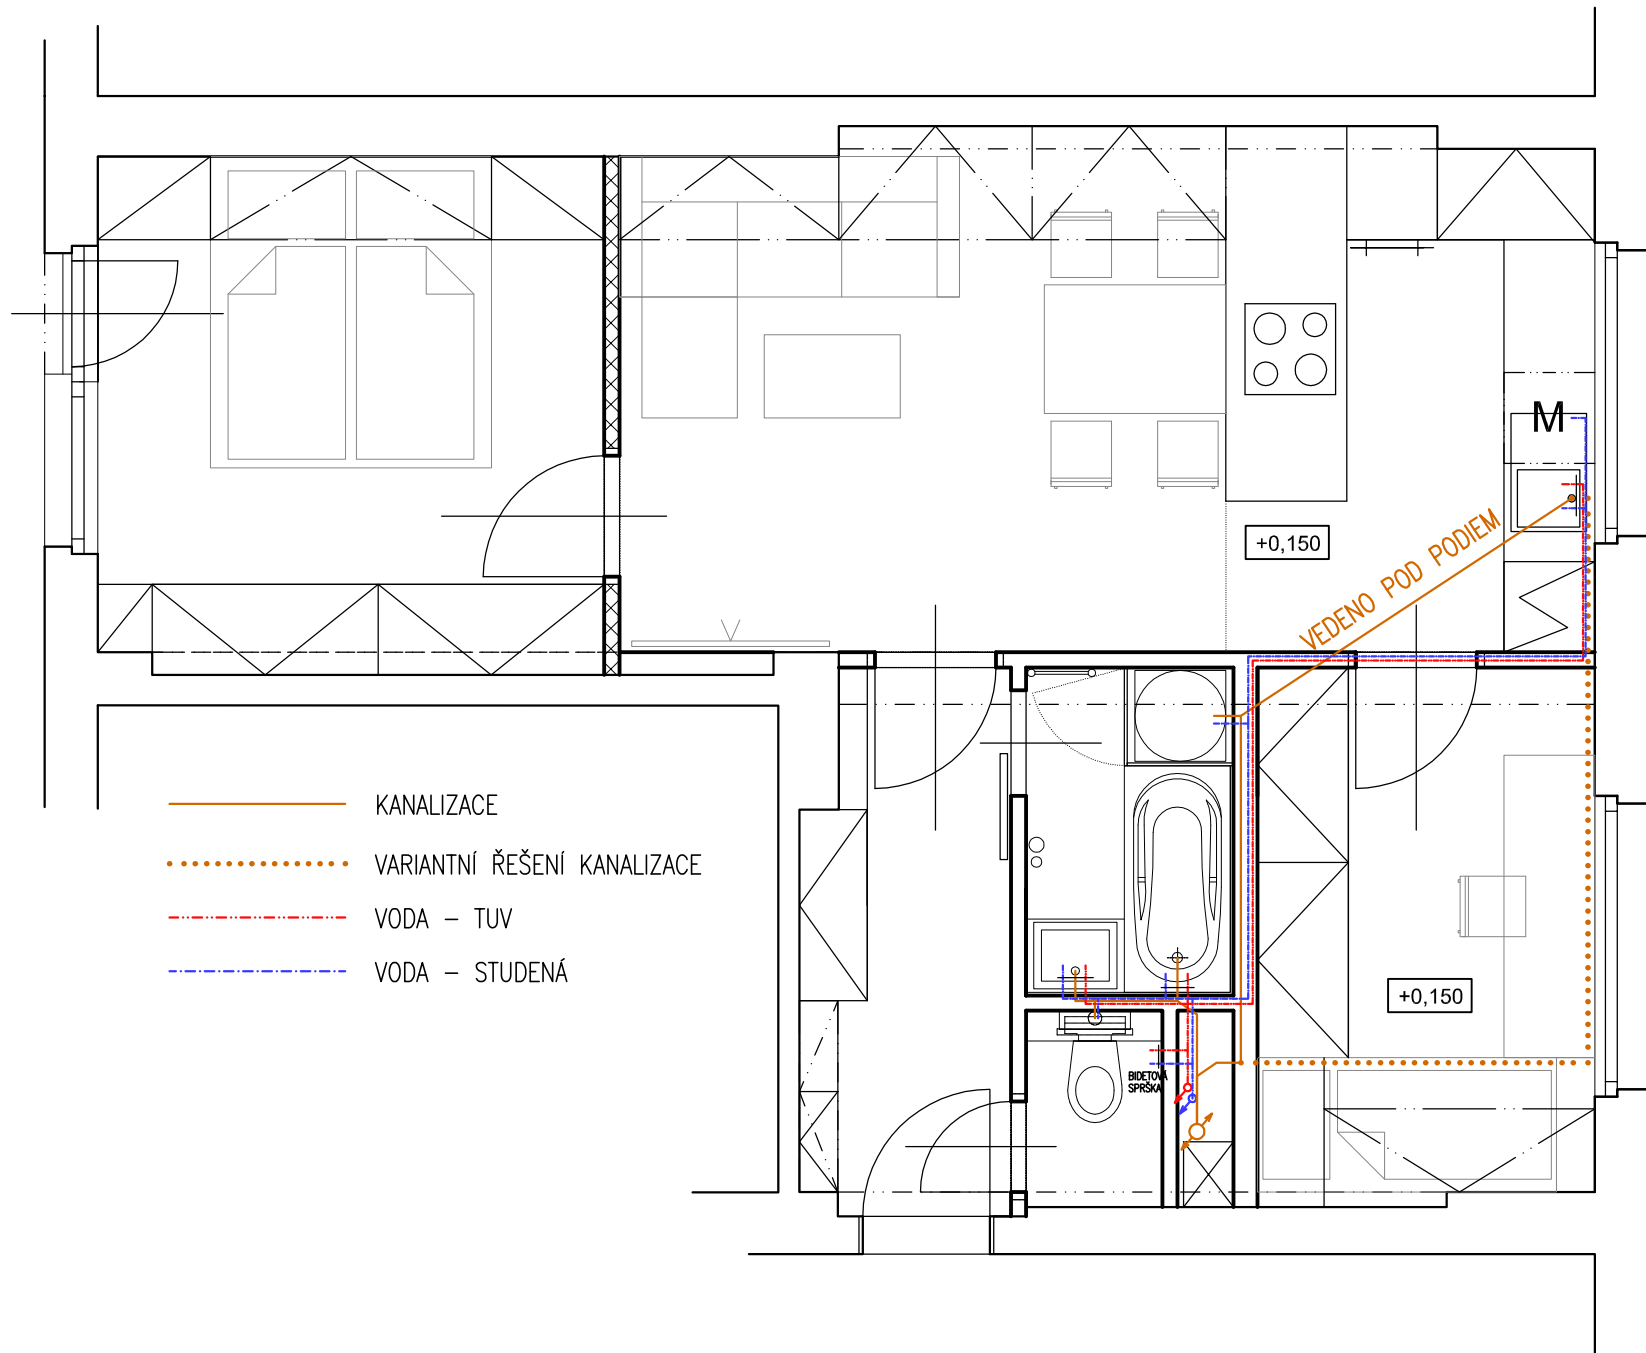 M
+0,150
VEDENO POD PODIEM
KANALIZACE
VARIANTNÍ ŘEŠENÍ KANALIZACE
VODA – TUV
VODA – STUDENÁ
+0,150
BIDETOVÁ
SPRŠKA